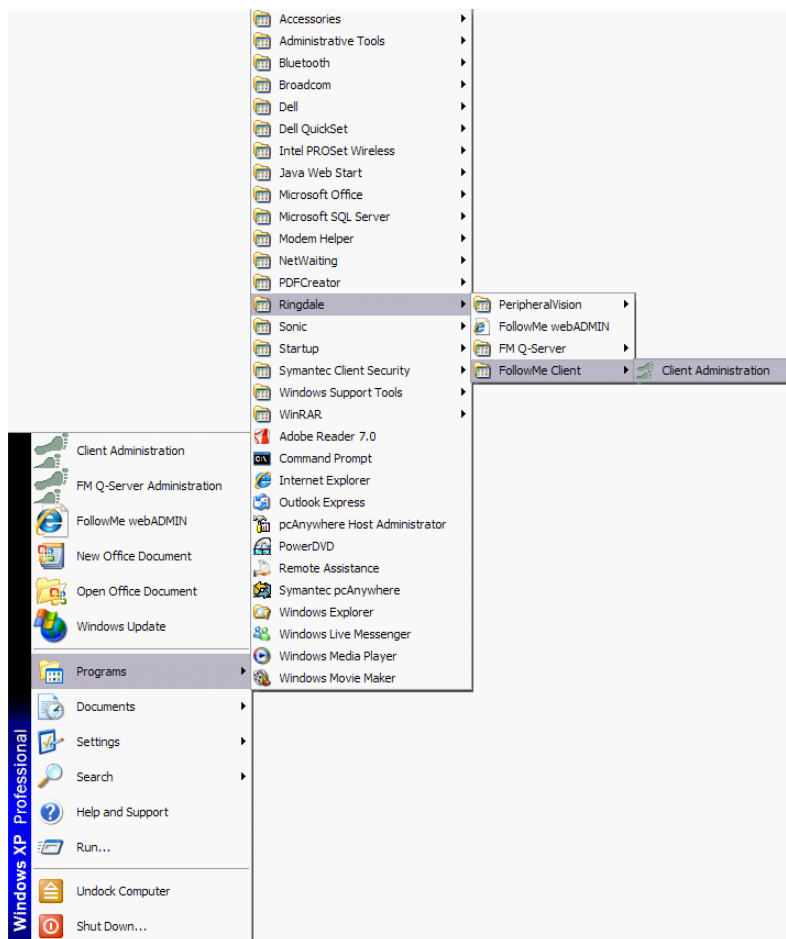 Accessories
Administrative Tools
Bluetooth
Broadcom
Dell
Dell QuickSet
Intel PROSet Wireless
Java Web Start
Microsoft Office
Microsoft SQL Server
Modem Helper
NetWaiting
PDFCreator
Ringdale
Sonic
Startup
Symantec Client Security
Windows Support Tools
WinRAR
Adobe Reader 7.0
Command Prompt
Internet Explorer
Outlook Express
pcAnywhere Host Administrator
PowerDVD
Remote Assistance
Symantec pcAnywhere
Windows Explorer
Windows Live Messenger
Windows Media Player
Windows Movie Maker
PeripheralVision
FollowMe webADMIN
FM Q-Server
FollowMe Client
Client Administration
Client Administration
FM Q-Server Administration
FollowMe webADMIN
New Office Document
Open Office Document
Windows Update
Programs
Documents
Settings
Search
Help and Support
Run...
Undock Computer
Shut Down...
Windows XP Professional